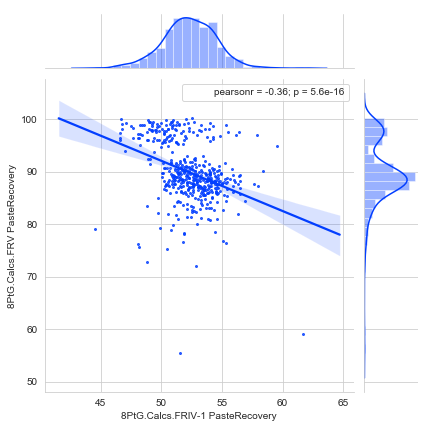 pearsonr = -0.36; p = 5.6e-16
100
90
80
70
60
50
8PtG.Calcs.FRV PasteRecovery
45 50 55 60 65
8PtG.Calcs.FRIV-1 PasteRecovery